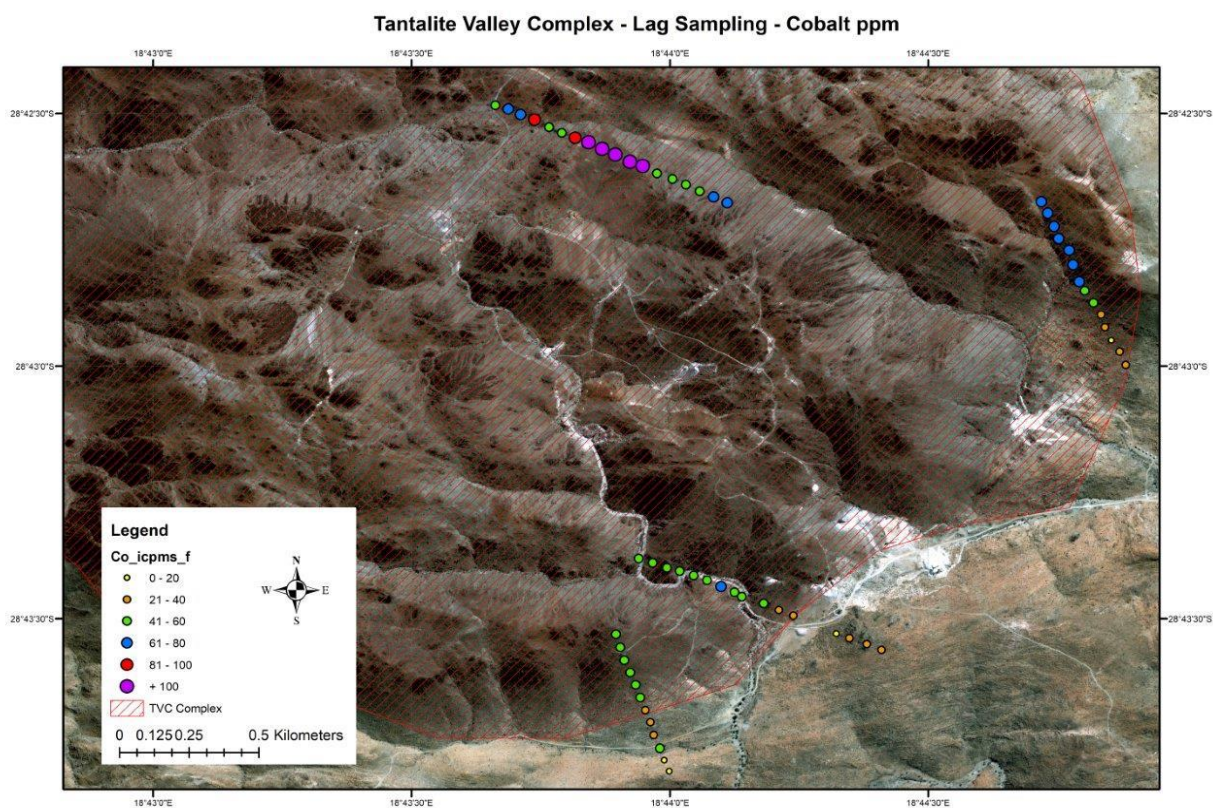 Tantalite Valley Complex - Lag Sampling - Cobalt ppm
18°43'0"E 18°43'30"E 18°44'0"E 18°44'30"E
28°42'30"S 28°42'30"S
28°43'0"S 28°43'0"S
28°43'30"S 28°43'30"S
Legend
Co_icpms_f
N
W E
S
0 - 20
21 - 40
41 - 60
61 - 80
81 - 100
+ 100
TVC Complex
0 0.125 0.25 0.5 Kilometers
18°43'0"E 18°43'30"E 18°44'0"E 18°44'30"E